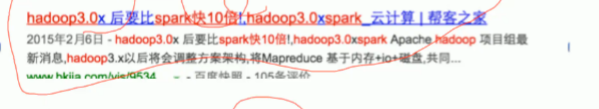 hadoop3.0x 后要比spark快10倍!,hadoop3.0xspark_云计算 | 帮客之家
2015年2月6日 - hadoop3.0x 后要比spark快10倍!,hadoop3.0xspark Apache hadoop 项目组最
新消息,hadoop3.x以后将会调整方案架构,将Mapreduce 基于内存+io+磁盘,共同...
www.bkjia.com/yjs/9534... - 百度快照 - 105条评价